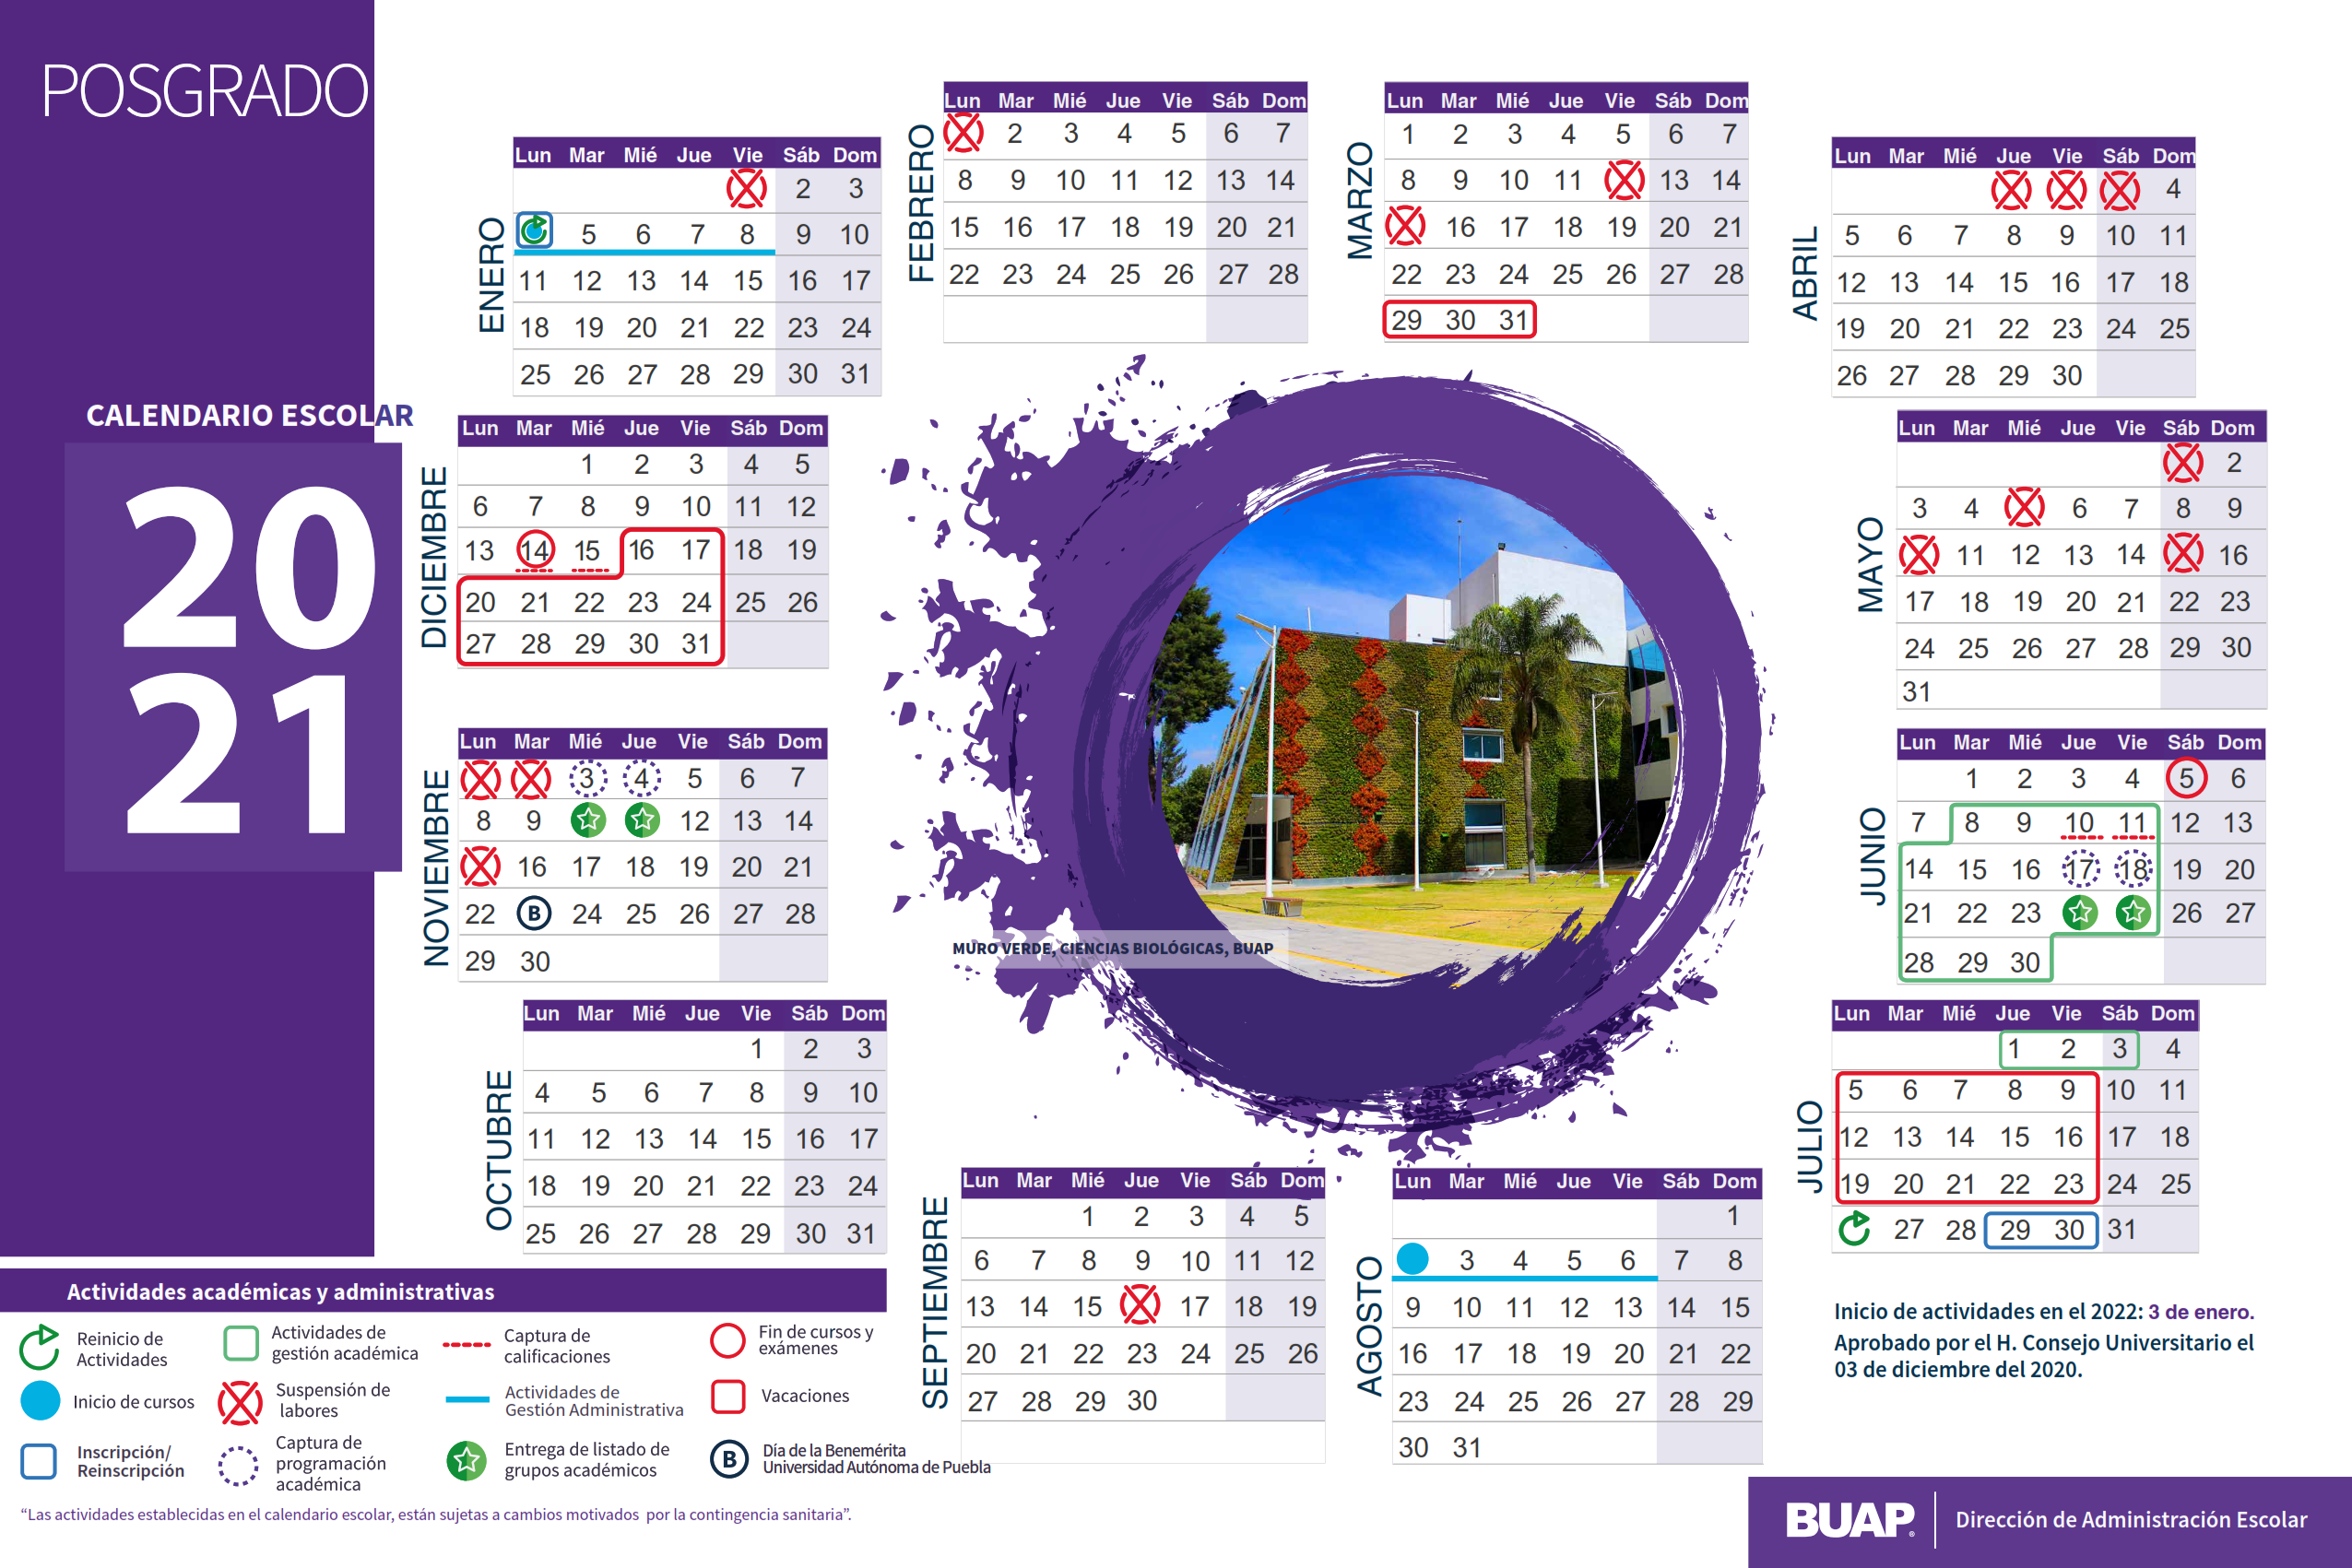 POSGRADO
CALENDARIO ESCOLAR
20
21
ENERO
Lun Mar Mié Jue Vie Sáb Dom
2 3
5 6 7 8 9 10
11 12 13 14 15 16 17
18 19 20 21 22 23 24
25 26 27 28 29 30 31
FEBRERO
Lun Mar Mié Jue Vie Sáb Dom
2 3 4 5 6 7
8 9 10 11 12 13 14
15 16 17 18 19 20 21
22 23 24 25 26 27 28
MARZO
Lun Mar Mié Jue Vie Sáb Dom
1 2 3 4 5 6 7
8 9 10 11 13 14
16 17 18 19 20 21
22 23 24 25 26 27 28
29 30 31
ABRIL
Lun Mar Mié Jue Vie Sáb Dom
4
5 6 7 8 9 10 11
12 13 14 15 16 17 18
19 20 21 22 23 24 25
26 27 28 29 30
MAYO
Lun Mar Mié Jue Vie Sáb Dom
2
3 4 6 7 8 9
11 12 13 14 16
17 18 19 20 21 22 23
24 25 26 27 28 29 30
31
JUNIO
Lun Mar Mié Jue Vie Sáb Dom
1 2 3 4 5 6
7 8 9 10 11 12 13
14 15 16 17 18 19 20
21 22 23 26 27
28 29 30
JULIO
Lun Mar Mié Jue Vie Sáb Dom
1 2 3 4
5 6 7 8 9 10 11
12 13 14 15 16 17 18
19 20 21 22 23 24 25
27 28 29 30 31
AGOSTO
Lun Mar Mié Jue Vie Sáb Dom
1
3 4 5 6 7 8
9 10 11 12 13 14 15
16 17 18 19 20 21 22
23 24 25 26 27 28 29
30 31
SEPTIEMBRE
Lun Mar Mié Jue Vie Sáb Dom
1 2 3 4 5
6 7 8 9 10 11 12
13 14 15 17 18 19
20 21 22 23 24 25 26
27 28 29 30
OCTUBRE
Lun Mar Mié Jue Vie Sáb Dom
1 2 3
4 5 6 7 8 9 10
11 12 13 14 15 16 17
18 19 20 21 22 23 24
25 26 27 28 29 30 31
NOVIEMBRE
Lun Mar Mié Jue Vie Sáb Dom
3 4 5 6 7
8 9 12 13 14
16 17 18 19 20 21
22 B 24 25 26 27 28
29 30
DICIEMBRE
Lun Mar Mié Jue Vie Sáb Dom
1 2 3 4 5
6 7 8 9 10 11 12
13 14 15 16 17 18 19
20 21 22 23 24 25 26
27 28 29 30 31
MURO VERDE, CIENCIAS BIOLÓGICAS, BUAP
Actividades académicas y administrativas
Reinicio de
Actividades
Actividades de
gestión académica
Captura de
calificaciones
Fin de cursos y
exámenes
Inicio de cursos
Suspensión de
labores
Actividades de
Gestión Administrativa
Vacaciones
Inscripción/
Reinscripción
Captura de
programación
académica
Entrega de listado de
grupos académicos
B
Día de la Benemérita
Universidad Autónoma de Puebla
“Las actividades establecidas en el calendario escolar, están sujetas a cambios motivados por la contingencia sanitaria”.
Inicio de actividades en el 2022: 3 de enero.
Aprobado por el H. Consejo Universitario el
03 de diciembre del 2020.
BUAP®
Dirección de Administración Escolar